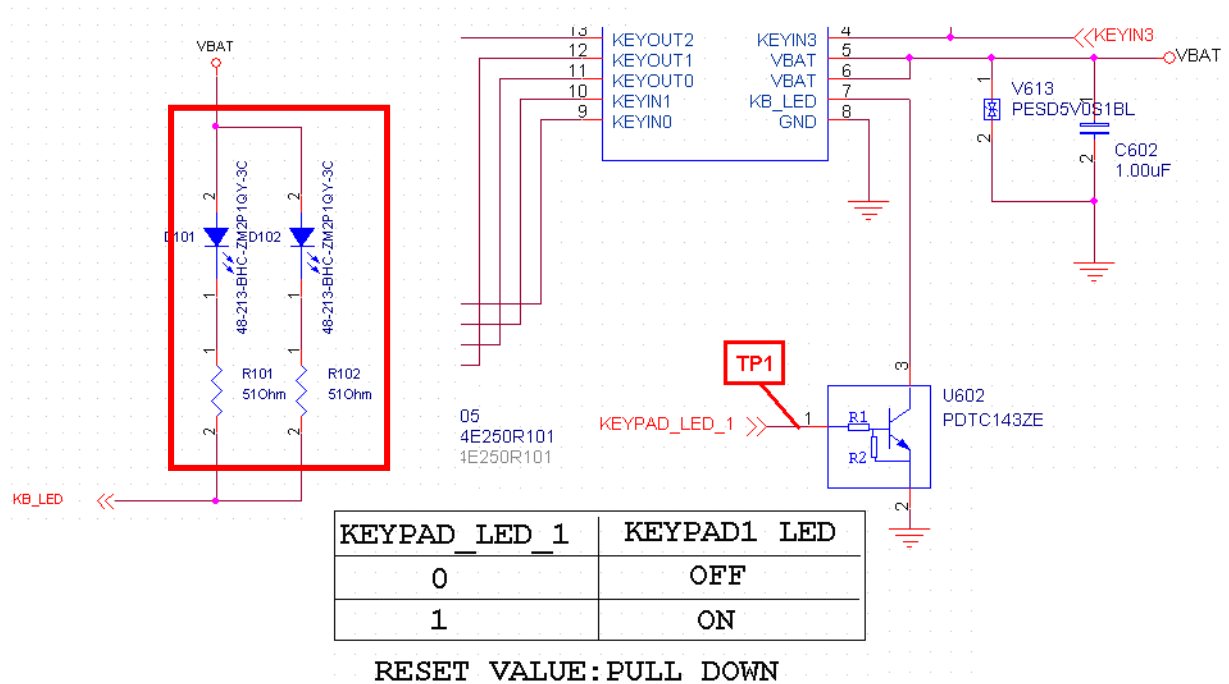 VBAT
2
2
D101
48-213-BHC-ZM2P1QY-3C
D102
48-213-BHC-ZM2P1QY-3C
1
1
1
1
R101
51Ohm
R102
51Ohm
2
2
KB_LED
13 KEYOUT2 KEYIN3 4 KEYIN3
12 KEYOUT1 VBAT 5 VBAT
11 KEYOUT0 VBAT 6
10 KEYIN1 KB_LED 7
9 KEYIN0 GND 8
1
V613
PESD5V0S1BL
2
1
C602
1.00uF
2
TP1
05
4E250R101
4E250R101
KEYPAD_LED_1 1
3
U602
PDTC143ZE
R1
R2
2
KEYPAD_LED_1 KEYPAD1 LED
0 OFF
1 ON
RESET VALUE:PULL DOWN